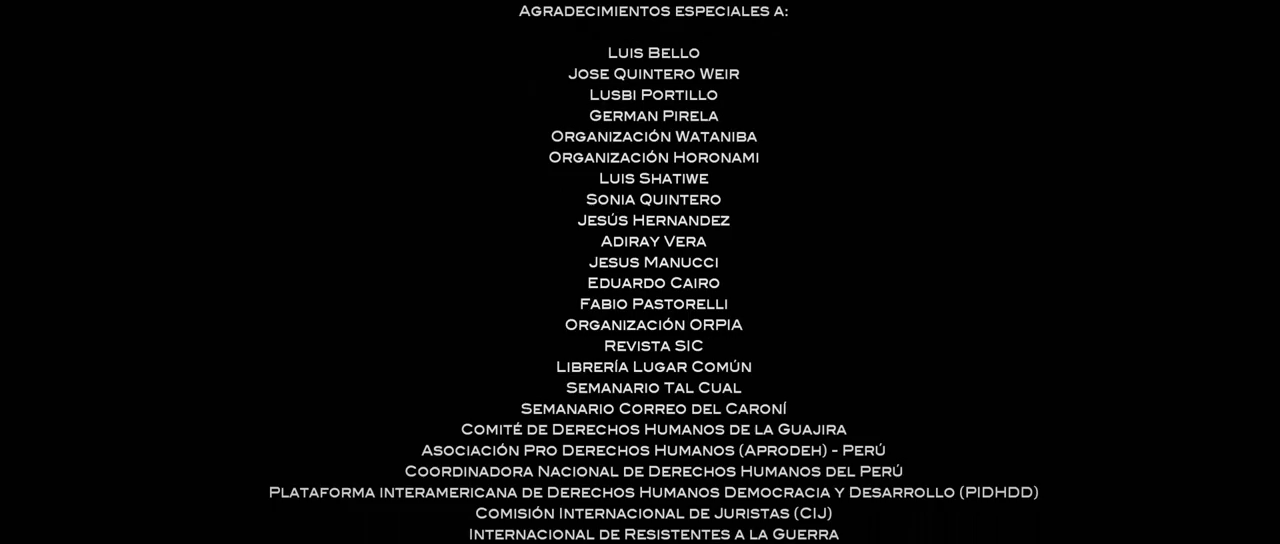 Agradecimientos especiales a:
Luis Bello
Jose Quintero Weir
Lusbi Portillo
German Pirela
Organización Wataniba
Organización Horonami
Luis Shatiwe
Sonia Quintero
Jesús Hernandez
Adiray Vera
Jesus Manucci
Eduardo Cairo
Fabio Pastorelli
Organización ORPIA
Revista SIC
Librería Lugar Común
Semanario Tal Cual
Semanario Correo del Caroní
Comité de Derechos Humanos de la Guajira
Asociación Pro Derechos Humanos (Aprodeh) - Perú
Coordinadora Nacional de Derechos Humanos del Perú
Plataforma interamericana de Derechos Humanos Democracia y Desarrollo (PIDHDD)
Comisión Internacional de Juristas (CIJ)
Internacional de Resistentes a la Guerra